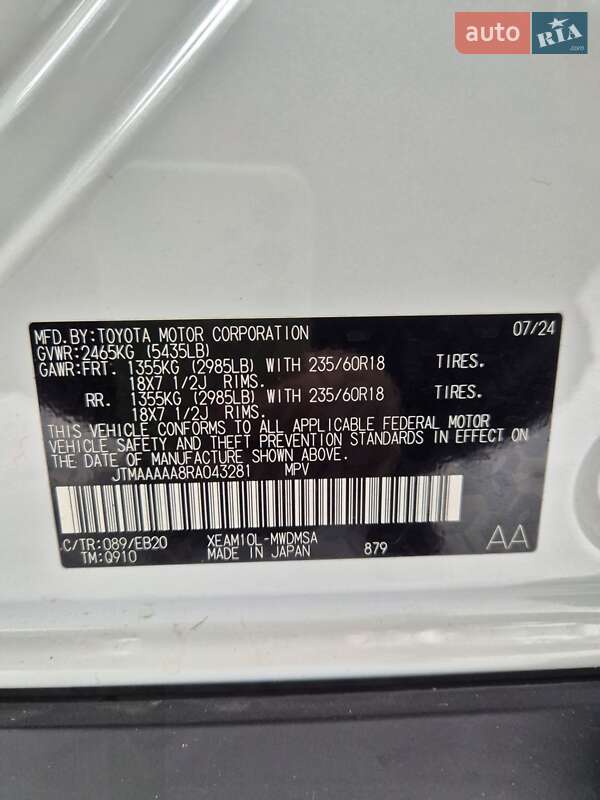 auto RIA.com
MFD.BY:TOYOTA MOTOR CORPORATION 07/24
GVWR:2465KG (5435LB)
GAWR:FRT. 1355KG (2985LB) WITH 235/60R18 TIRES.
18X7 1/2J RIMS.
RR. 1355KG (2985LB) WITH 235/60R18 TIRES.
18X7 1/2J RIMS.
THIS VEHICLE CONFORMS TO ALL APPLICABLE FEDERAL MOTOR
VEHICLE SAFETY AND THEFT PREVENTION STANDARDS IN EFFECT ON
THE DATE OF MANUFACTURE SHOWN ABOVE.
JTMAAAAA8RA043281 MPV
C/TR:089/EB20 XEAM10L-MWDMSA
TM:Q910 MADE IN JAPAN 879 AA